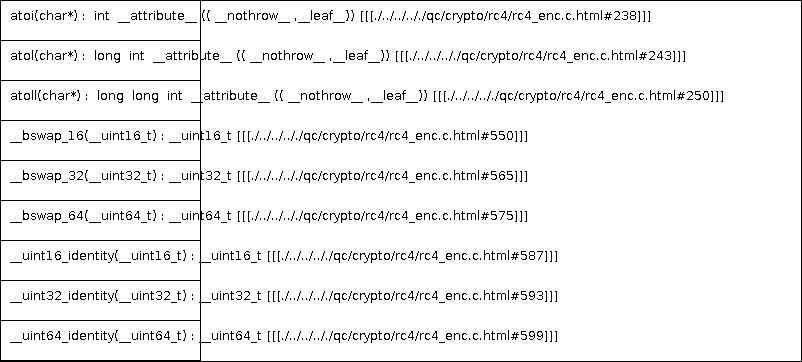 atoi(char*) : int __attribute__ (( __nothrow__ ,__leaf__)) [[[./../../../qc/crypto/rc4/rc4_enc.c.html#238]]]
atol(char*) : long int __attribute__ (( __nothrow__ ,__leaf__)) [[[./../../../qc/crypto/rc4/rc4_enc.c.html#243]]]
atoll(char*) : long long int __attribute__ (( __nothrow__ ,__leaf__)) [[[./../../../qc/crypto/rc4/rc4_enc.c.html#250]]]
__bswap_16(__uint16_t) : __uint16_t [[[./../../../qc/crypto/rc4/rc4_enc.c.html#550]]]
__bswap_32(__uint32_t) : __uint32_t [[[./../../../qc/crypto/rc4/rc4_enc.c.html#565]]]
__bswap_64(__uint64_t) : __uint64_t [[[./../../../qc/crypto/rc4/rc4_enc.c.html#575]]]
__uint16_identity(__uint16_t) : __uint16_t [[[./../../../qc/crypto/rc4/rc4_enc.c.html#587]]]
__uint32_identity(__uint32_t) : __uint32_t [[[./../../../qc/crypto/rc4/rc4_enc.c.html#593]]]
__uint64_identity(__uint64_t) : __uint64_t [[[./../../../qc/crypto/rc4/rc4_enc.c.html#599]]]